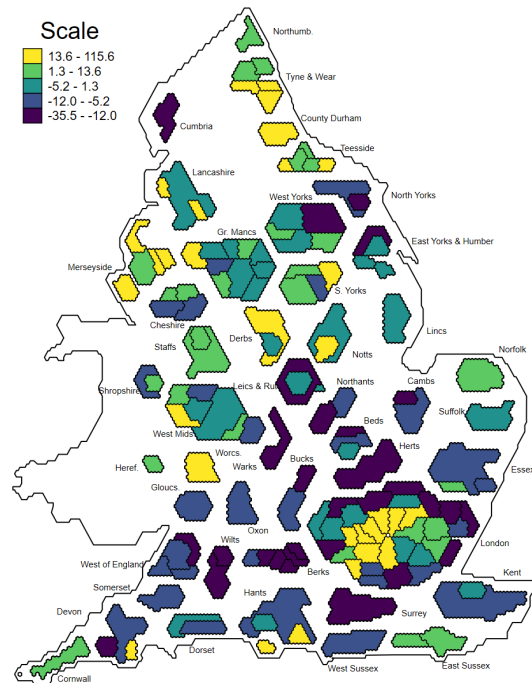 Scale
13.6 - 115.6
1.3 - 13.6
-5.2 - 1.3
-12.0 - -5.2
-35.5 - -12.0
Northumb.
Tyne & Wear
County Durham
Cumbria
Teesside
Lancashire
West Yorks
North Yorks
Gr. Mancs
East Yorks & Humber
Merseyside
S. Yorks
Cheshire
Lincs
Derbs
Staffs
Notts
Norfolk
Shropshire
Leics & Rut
Northants
Cambs
Suffolk
Beds
West Mids
Worcs.
Herts
Heref.
Warks
Bucks
Essex
Gloucs.
Oxon
Wilts
London
West of England
Berks
Kent
Somerset
Hants
Devon
Surrey
Dorset
West Sussex
East Sussex
Cornwall